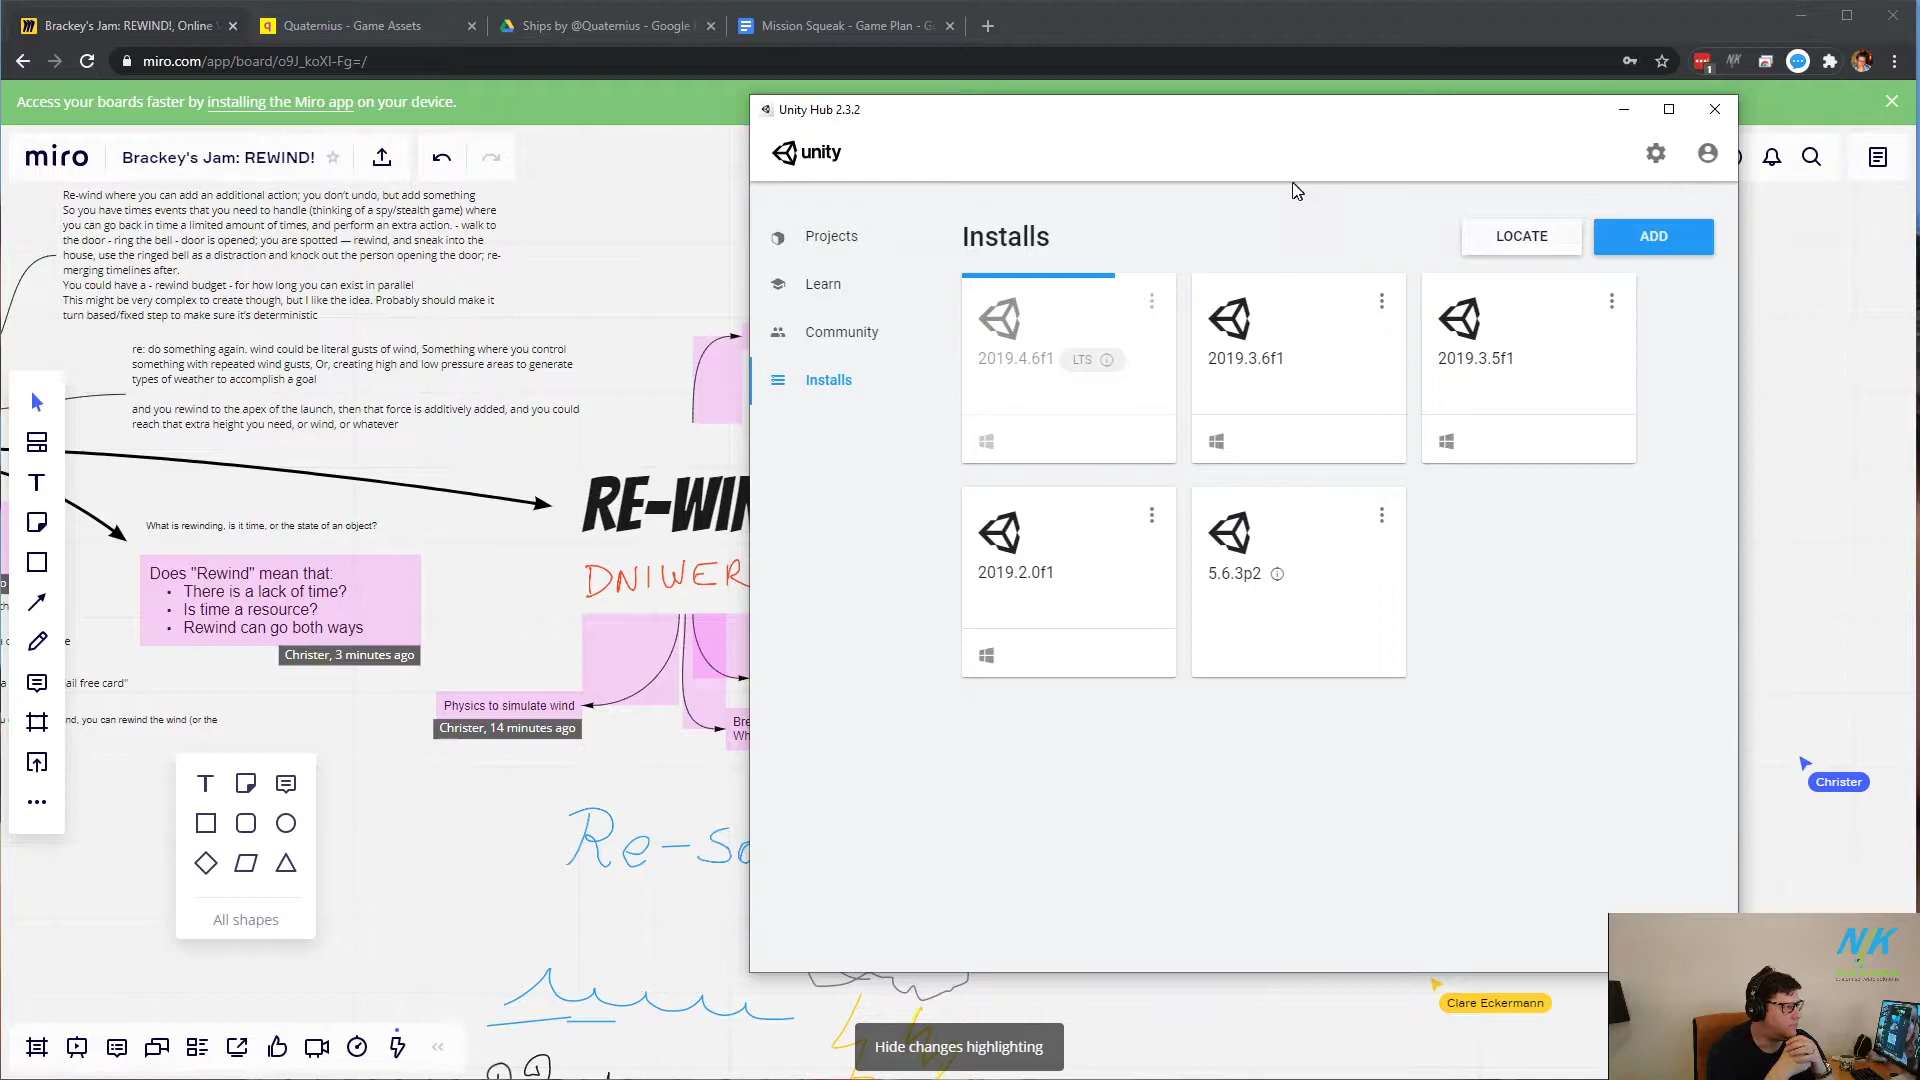 Brackey's Jam: REWIND!, Online
Quaternius - Game Assets
Ships by @Quaternius - Google
Mission Squeak - Game Plan - G
miro.com/app/board/o9J_koXI-Fg=/
1
NK
Access your boards faster by installing the Miro app on your device.
miro
Brackey's Jam: REWIND!
Re-wind where you can add an additional action; you don't undo, but add something
So you have times events that you need to handle (thinking of a spy/stealth game) where
you can go back in time a limited amount of times, and perform an extra action. - walk to
the door - ring the bell - door is opened; you are spotted — rewind, and sneak into the
house, use the ringed bell as a distraction and knock out the person opening the door; re-
merging timelines after.
You could have a - rewind budget - for how long you can exist in parallel
This might be very complex to create though, but I like the idea. Probably should make it
turn based/fixed step to make sure it's deterministic
re: do something again. wind could be literal gusts of wind, Something where you control
something with repeated wind gusts, Or, creating high and low pressure areas to generate
types of weather to accomplish a goal
and you rewind to the apex of the launch, then that force is additively added, and you could
reach that extra height you need, or wind, or whatever
What is rewinding, is it time, or the state of an object?
Does "Rewind" mean that:
• There is a lack of time?
• Is time a resource?
• Rewind can go both ways
Christer, 3 minutes ago
ail free card"
nd, you can rewind the wind (or the
RE-WIN
DNIWER
Physics to simulate wind
Christer, 14 minutes ago
Bre
Wh
T
All shapes
Re-so
Hide changes highlighting
Unity Hub 2.3.2
unity
Projects
Learn
Community
Installs
Installs
LOCATE
ADD
2019.4.6f1 LTS
2019.3.6f1
2019.3.5f1
2019.2.0f1
5.6.3p2
Christer
Clare Eckermann
NK